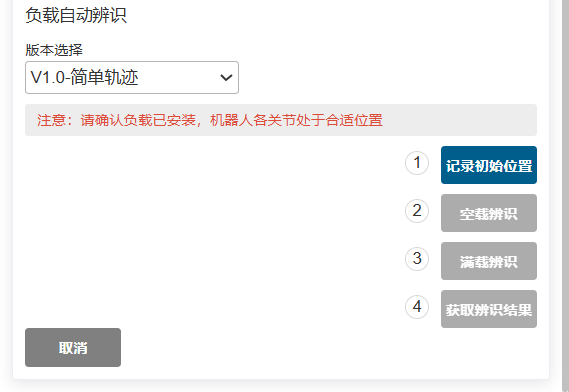 负载自动辨识
版本选择
V1.0-简单轨迹
注意：请确认负载已安装，机器人各关节处于合适位置
1 记录初始位置
2 空载辨识
3 满载辨识
4 获取辨识结果
取消